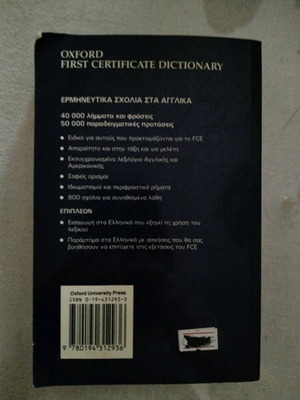 OXFORD
FIRST CERTIFICATE DICTIONARY
ΕΡΜΗΝΕΥΤΙΚΑ ΣΧΟΛΙΑ ΣΤΑ ΑΓΓΛΙΚΑ
40 000 λήμματα και φράσεις
50 000 παραδειγματικές προτάσεις
• Ειδικό για αυτούς που προετοιμάζονται για το FCE
• Απαραίτητο και στην τάξη και για μελέτη
• Εκσυγχρονισμένο λεξιλόγιο Αγγλικής και
Αμερικανικής
• Σαφείς ορισμοί
• Ιδιωματισμοί και περιφραστικά ρήματα
• 800 σχόλια για συνηθισμένα λάθη
ΕΠΙΠΛΕΟΝ
• Εισαγωγή στα Ελληνικά που εξηγεί τη χρήση του
λεξικού
• Παράρτημα στα Ελληνικά με ασκήσεις που θα σας
βοηθήσουν να επιτύχετε στις εξετάσεις του FCE
Oxford University Press
ISBN 0-19-431293-3
9 780194 312936